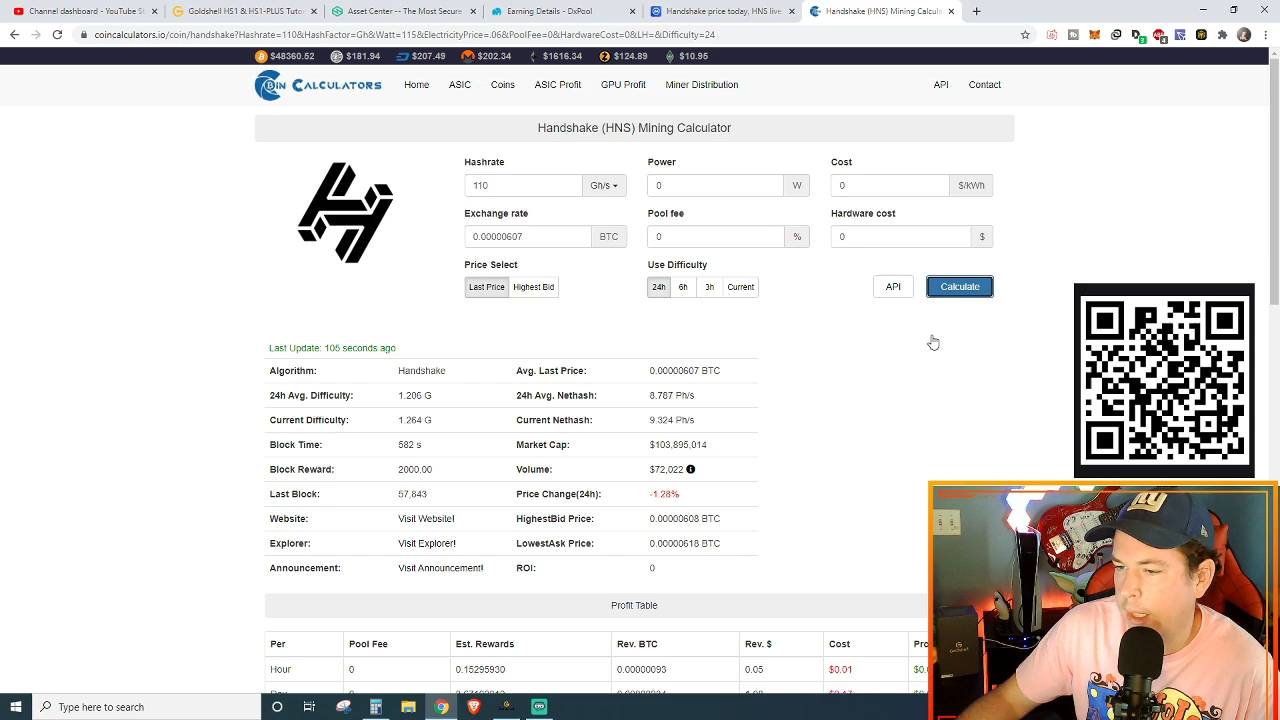 Channel dashboard - YouTube St
Goldshell HS1 & HS1-PLUS Tutor
Asset Center -- The Most Secure
Earning Details - DxPool
Handshake price today, HNS live
Handshake (HNS) Mining Calcula
coincalculators.io/coin/handshake?Hashrate=110&HashFactor=Gh&Watt=115&ElectricityPrice=.06&PoolFee=0&HardwareCost=0&LH=&Difficulty=24
$48360.52 $181.94 $207.49 $202.34 $1616.34 $124.89 $10.95
COIN CALCULATORS
Home ASIC Coins ASIC Profit GPU Profit Miner Distribution API Contact
Handshake (HNS) Mining Calculator
Hashrate Power Cost
110 Gh/s 0 W 0 $/kWh
Exchange rate Pool fee Hardware cost
0.00000607 BTC 0 % 0 $
Price Select Use Difficulty
Last Price Highest Bid 24h 6h 3h Current API Calculate
Last Update: 105 seconds ago
Algorithm: Handshake Avg. Last Price: 0.00000607 BTC
24h Avg. Difficulty: 1.206 G 24h Avg. Nethash: 8.787 Ph/s
Current Difficulty: 1.264 G Current Nethash: 9.324 Ph/s
Block Time: 582 s Market Cap: $103,895,014
Block Reward: 2000.00 Volume: $72,022
Last Block: 57,843 Price Change(24h): -1.28%
Website: Visit Website! HighestBid Price: 0.00000608 BTC
Explorer: Visit Explorer! LowestAsk Price: 0.00000618 BTC
Announcement: Visit Announcement! ROI: 0
Profit Table
Per Pool Fee Est. Rewards Rev. BTC Rev. $ Cost Pro
Hour 0 0.15295930 0.00000093 0.05 $0.01
Type here to search